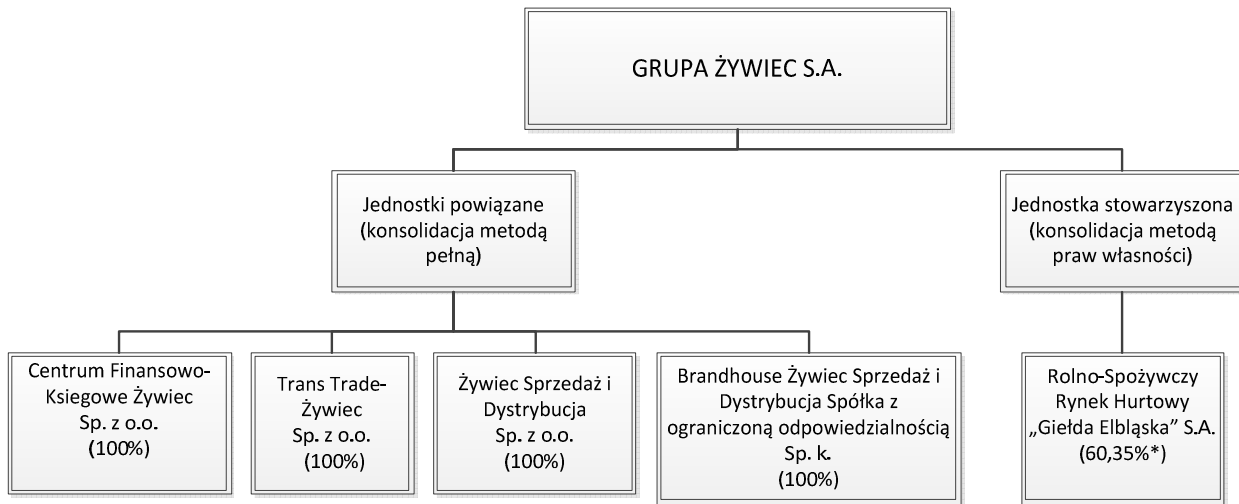 GRUPA ŻYWIEC S.A.
Jednostki powiązane
(konsolidacja metodą
pełną)
Jednostka stowarzyszona
(konsolidacja metodą
praw własności)
Centrum Finansowo-
Ksiegowe Żywiec
Sp. z o.o.
(100%)
Trans Trade-
Żywiec
Sp. z o.o.
(100%)
Żywiec Sprzedaż i
Dystrybucja
Sp. z o.o.
(100%)
Brandhouse Żywiec Sprzedaż i
Dystrybucja Spółka z
ograniczoną odpowiedzialnością
Sp. k.
(100%)
Rolno-Spożywczy
Rynek Hurtowy
„Giełda Elbląska” S.A.
(60,35%*)